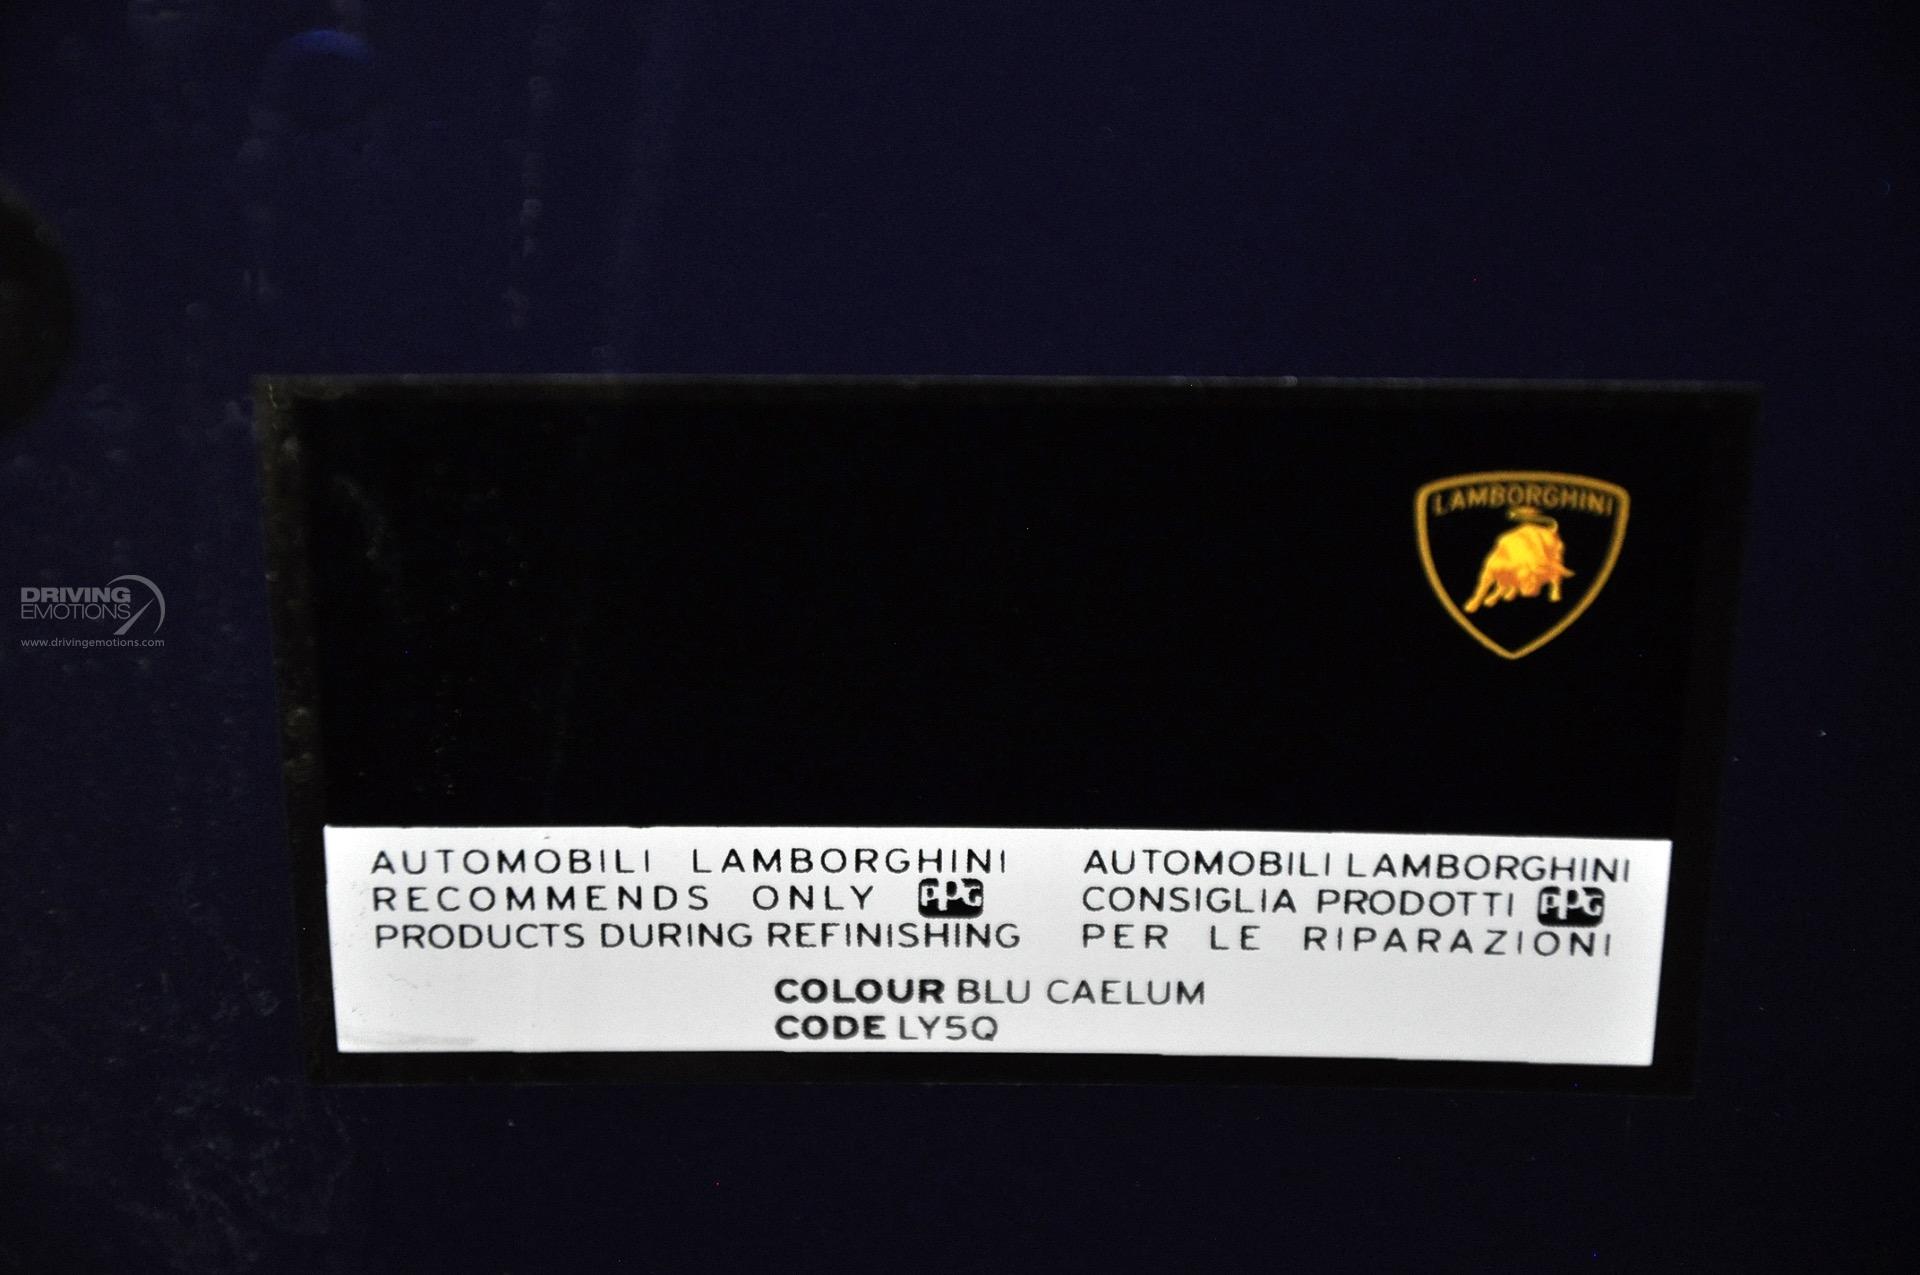 LAMBORGHINI
DRIVING
EMOTIONS
www.drivingemotions.com
AUTOMOBILI LAMBORGHINI
RECOMMENDS ONLY PPG
PRODUCTS DURING REFINISHING
AUTOMOBILI LAMBORGHINI
CONSIGLIA PRODOTTI PPG
PER LE RIPARAZIONI
COLOUR BLU CAELUM
CODE LY5Q